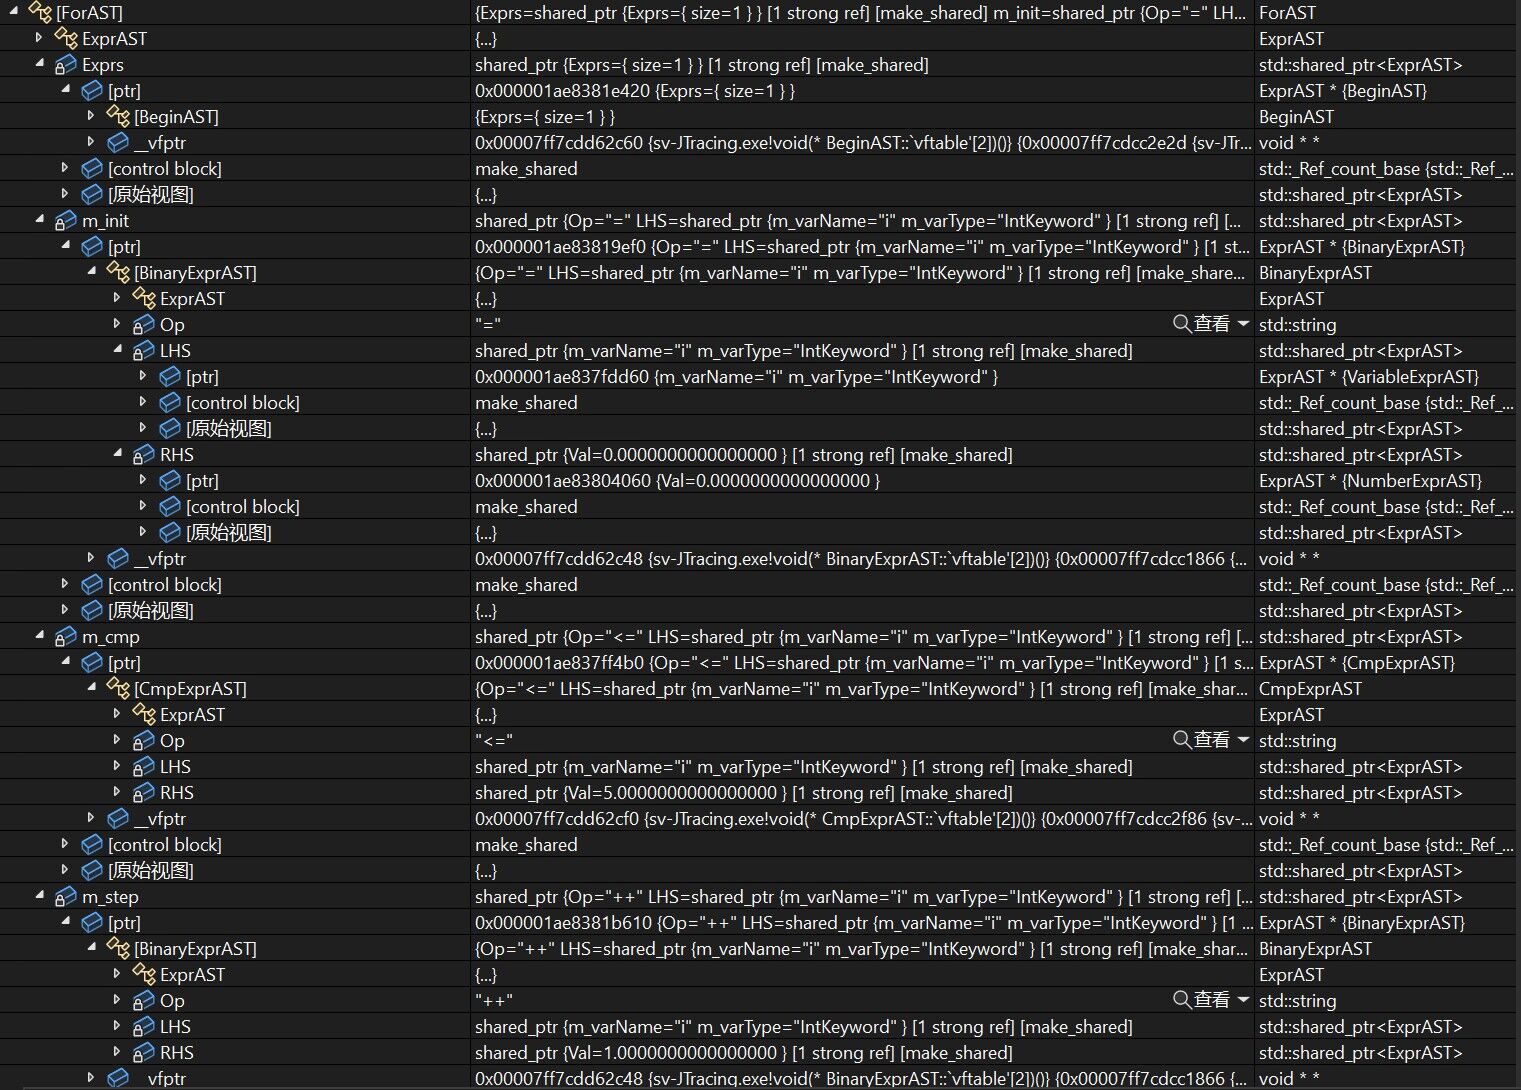 [ForAST] {Exprs=shared_ptr {Exprs={ size=1 } } [1 strong ref] [make_shared] m_init=shared_ptr {Op="=" LH... ForAST
ExprAST {...} ExprAST
Exprs shared_ptr {Exprs={ size=1 } } [1 strong ref] [make_shared] std::shared_ptr<ExprAST>
[ptr] 0x000001ae8381e420 {Exprs={ size=1 } } ExprAST * {BeginAST}
[BeginAST] {Exprs={ size=1 } } BeginAST
__vfptr 0x00007ff7cdd62c60 {sv-JTracing.exe!void(* BeginAST::`vftable'[2])()} {0x00007ff7cdcc2e2d {sv-JTr... void * *
[control block] make_shared std::_Ref_count_base {std::_Ref_...
[原始视图] {...} std::shared_ptr<ExprAST>
m_init shared_ptr {Op="=" LHS=shared_ptr {m_varName="i" m_varType="IntKeyword" } [1 strong ref] [... std::shared_ptr<ExprAST>
[ptr] 0x000001ae83819ef0 {Op="=" LHS=shared_ptr {m_varName="i" m_varType="IntKeyword" } [1 st... ExprAST * {BinaryExprAST}
[BinaryExprAST] {Op="=" LHS=shared_ptr {m_varName="i" m_varType="IntKeyword" } [1 strong ref] [make_share... BinaryExprAST
ExprAST {...} ExprAST
Op "=" 查看 std::string
LHS shared_ptr {m_varName="i" m_varType="IntKeyword" } [1 strong ref] [make_shared] std::shared_ptr<ExprAST>
[ptr] 0x000001ae837fdd60 {m_varName="i" m_varType="IntKeyword" } ExprAST * {VariableExprAST}
[control block] make_shared std::_Ref_count_base {std::_Ref_...
[原始视图] {...} std::shared_ptr<ExprAST>
RHS shared_ptr {Val=0.0000000000000000 } [1 strong ref] [make_shared] std::shared_ptr<ExprAST>
[ptr] 0x000001ae83804060 {Val=0.0000000000000000 } ExprAST * {NumberExprAST}
[control block] make_shared std::_Ref_count_base {std::_Ref_...
[原始视图] {...} std::shared_ptr<ExprAST>
__vfptr 0x00007ff7cdd62c48 {sv-JTracing.exe!void(* BinaryExprAST::`vftable'[2])()} {0x00007ff7cdcc1866 {... void * *
[control block] make_shared std::_Ref_count_base {std::_Ref_...
[原始视图] {...} std::shared_ptr<ExprAST>
m_cmp shared_ptr {Op="<=" LHS=shared_ptr {m_varName="i" m_varType="IntKeyword" } [1 strong ref] [... std::shared_ptr<ExprAST>
[ptr] 0x000001ae837ff4b0 {Op="<=" LHS=shared_ptr {m_varName="i" m_varType="IntKeyword" } [1 s... ExprAST * {CmpExprAST}
[CmpExprAST] {Op="<=" LHS=shared_ptr {m_varName="i" m_varType="IntKeyword" } [1 strong ref] [make_shar... CmpExprAST
ExprAST {...} ExprAST
Op "<=" 查看 std::string
LHS shared_ptr {m_varName="i" m_varType="IntKeyword" } [1 strong ref] [make_shared] std::shared_ptr<ExprAST>
RHS shared_ptr {Val=5.0000000000000000 } [1 strong ref] [make_shared] std::shared_ptr<ExprAST>
__vfptr 0x00007ff7cdd62cf0 {sv-JTracing.exe!void(* CmpExprAST::`vftable'[2])()} {0x00007ff7cdcc2f86 {sv-... void * *
[control block] make_shared std::_Ref_count_base {std::_Ref_...
[原始视图] {...} std::shared_ptr<ExprAST>
m_step shared_ptr {Op="++" LHS=shared_ptr {m_varName="i" m_varType="IntKeyword" } [1 strong ref] [... std::shared_ptr<ExprAST>
[ptr] 0x000001ae8381b610 {Op="++" LHS=shared_ptr {m_varName="i" m_varType="IntKeyword" } [1 ... ExprAST * {BinaryExprAST}
[BinaryExprAST] {Op="++" LHS=shared_ptr {m_varName="i" m_varType="IntKeyword" } [1 strong ref] [make_shar... BinaryExprAST
ExprAST {...} ExprAST
Op "++" 查看 std::string
LHS shared_ptr {m_varName="i" m_varType="IntKeyword" } [1 strong ref] [make_shared] std::shared_ptr<ExprAST>
RHS shared_ptr {Val=1.0000000000000000 } [1 strong ref] [make_shared] std::shared_ptr<ExprAST>
__vfptr 0x00007ff7cdd62c48 {sv-JTracing.exe!void(* BinaryExprAST::`vftable'[2])()} {0x00007ff7cdcc1866 {... void * *